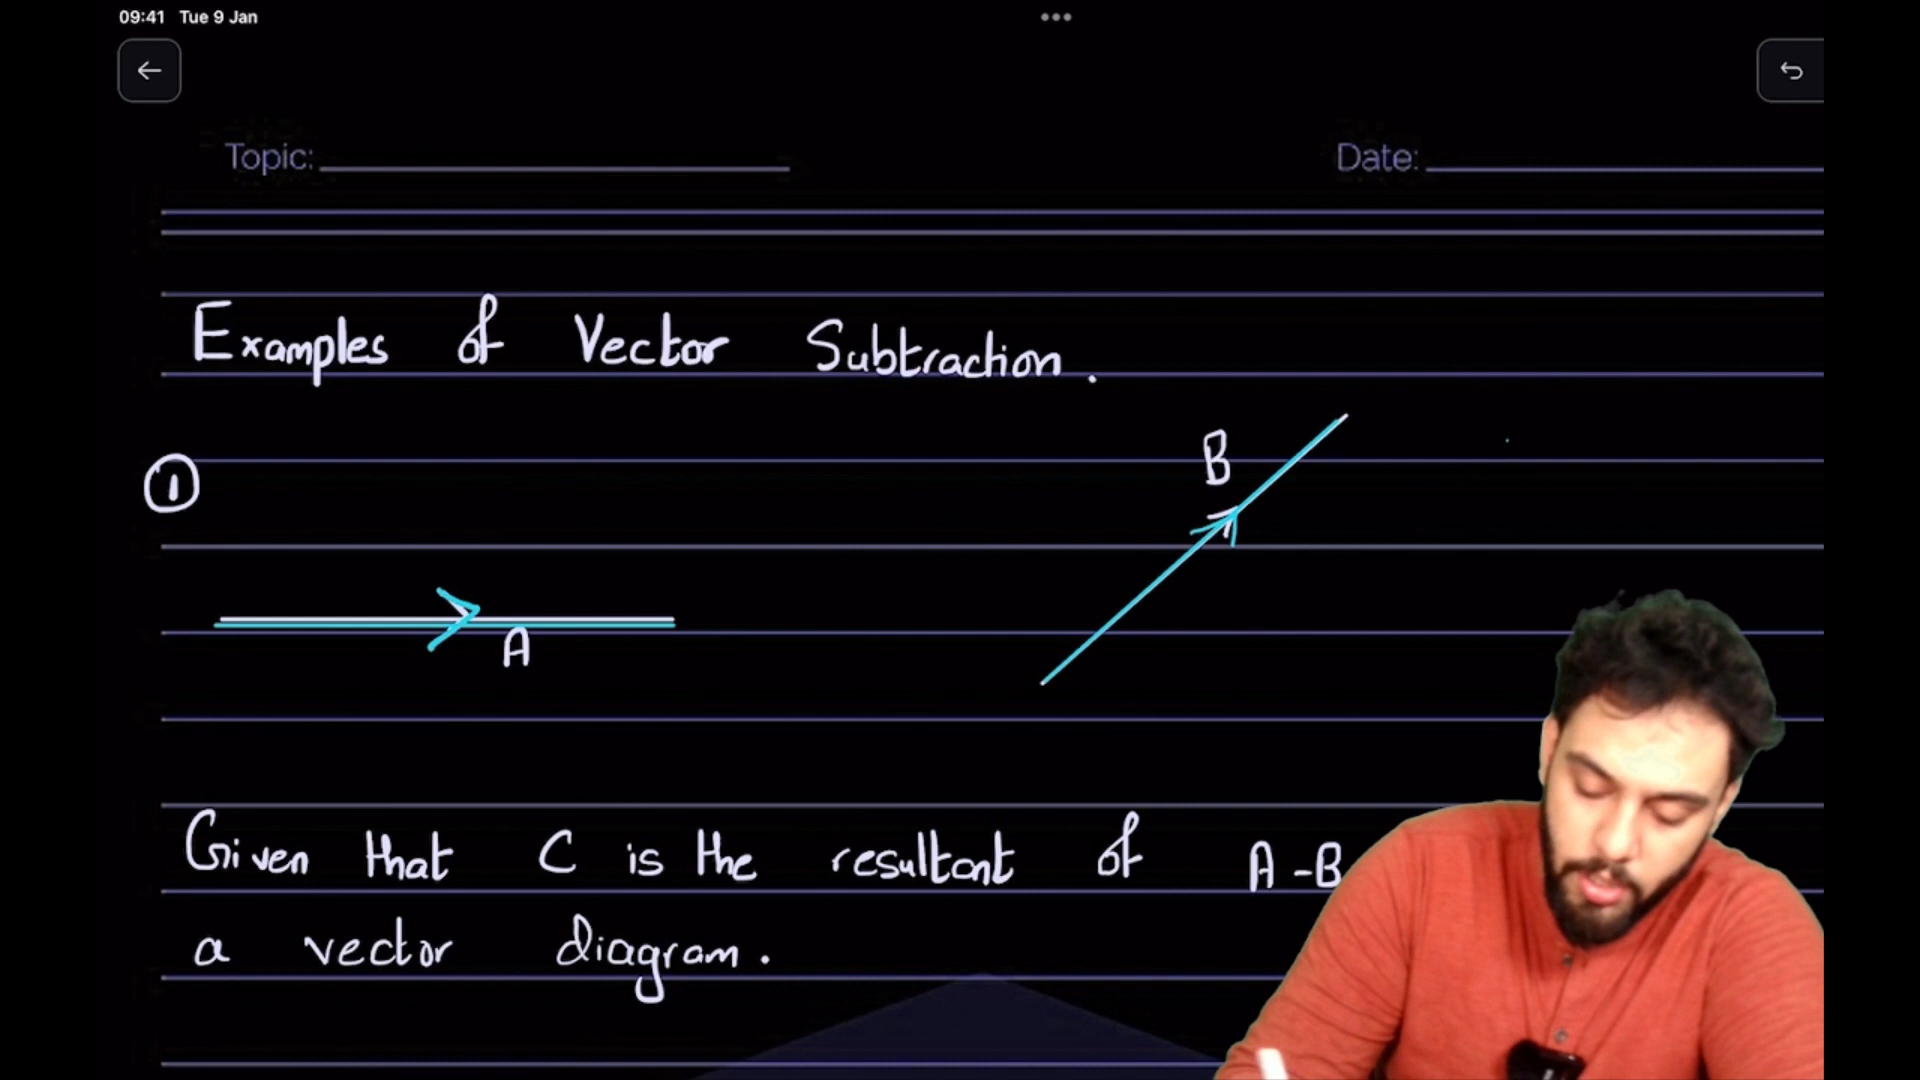 09:41 Tue 9 Jan
Topic: Date:
Examples of Vector Subtraction.
1
B
A
Given that C is the resultant of A-B
a vector diagram.